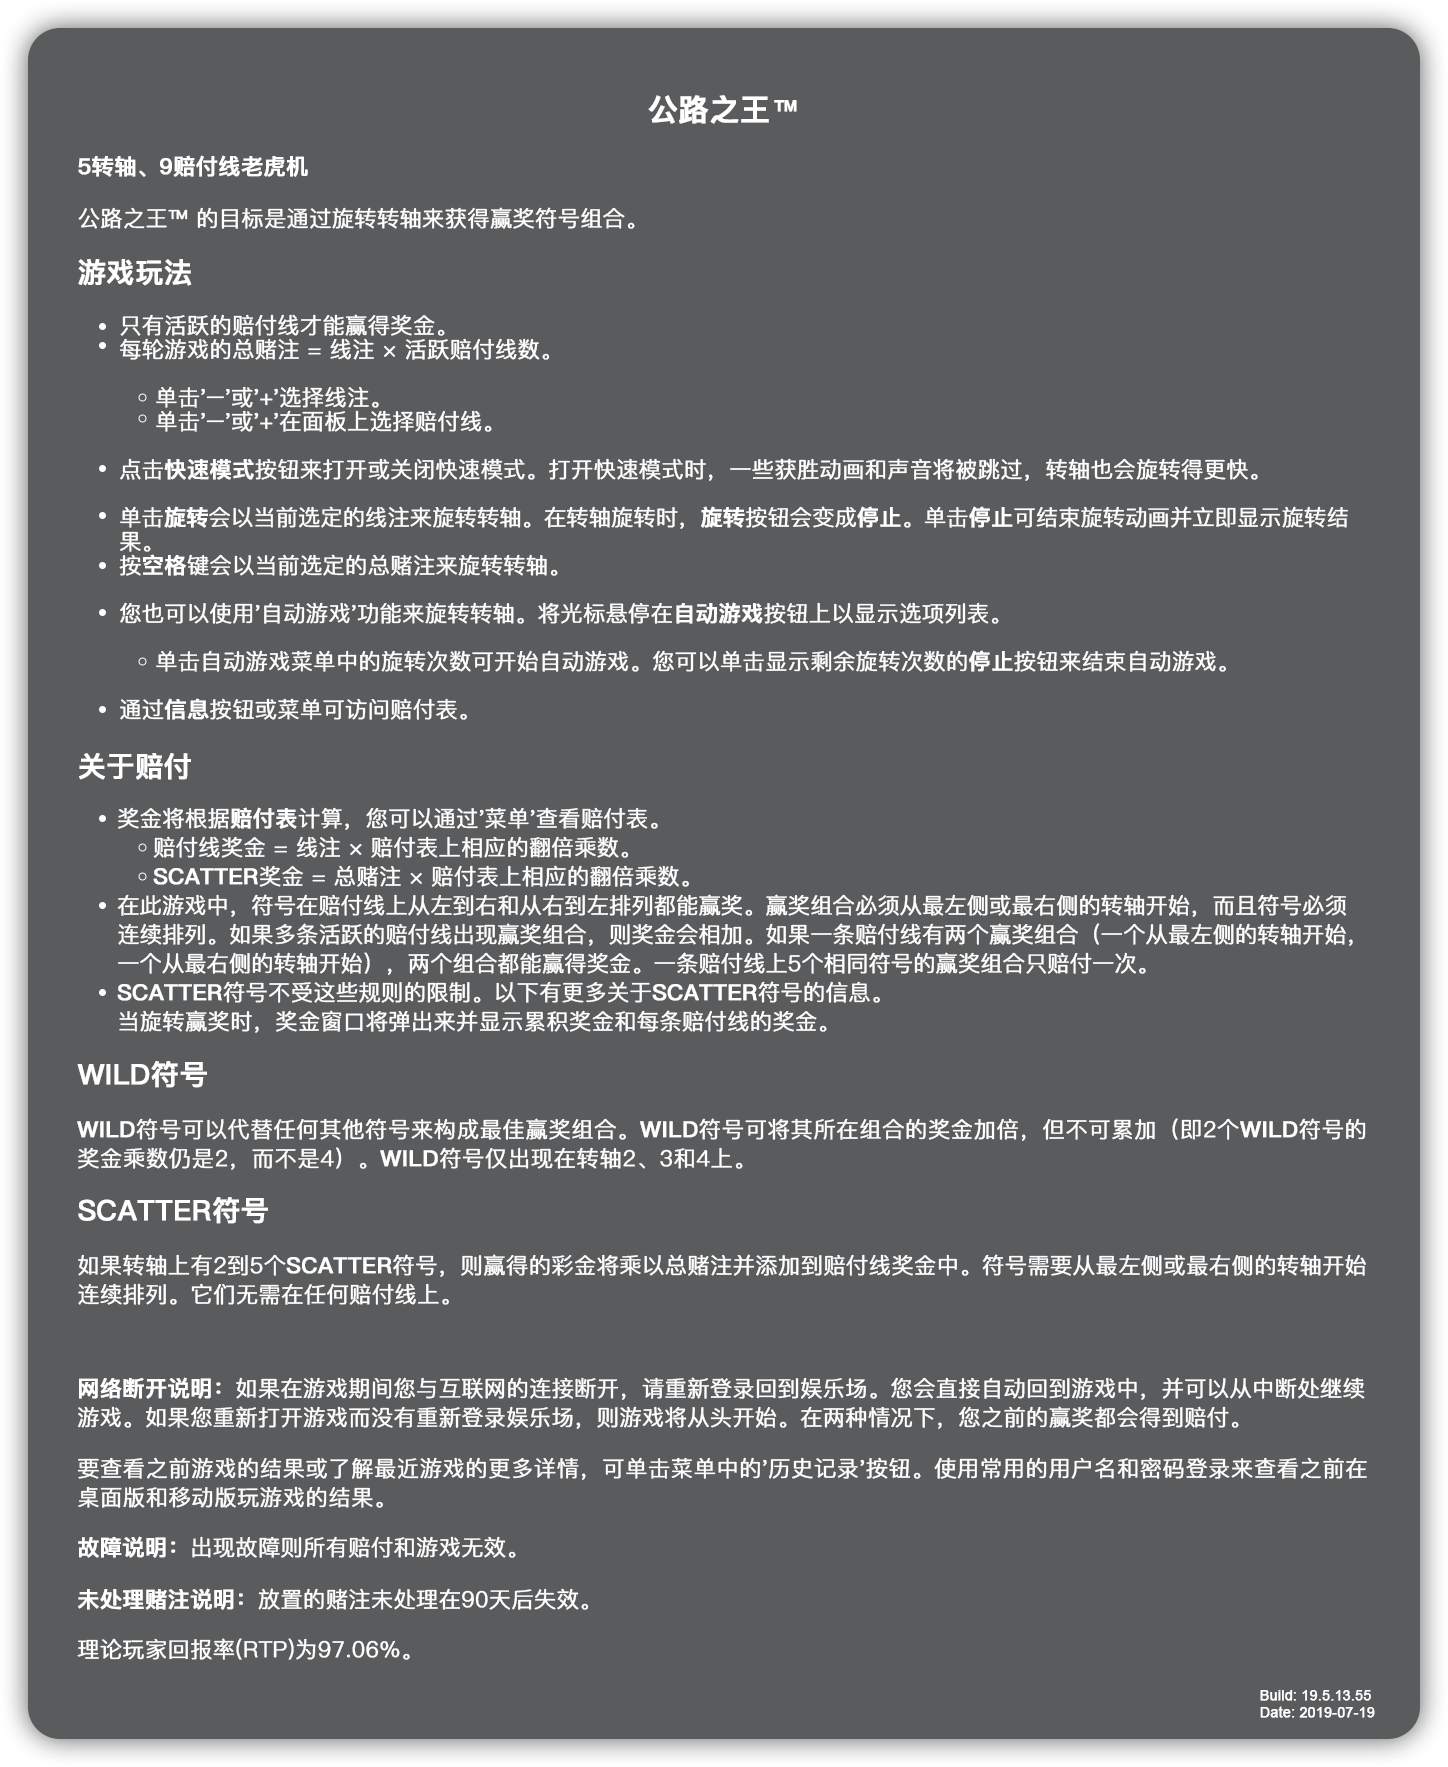 公路之王™
5转轴、9赔付线老虎机
公路之王™ 的目标是通过旋转转轴来获得赢奖符号组合。
游戏玩法
• 只有活跃的赔付线才能赢得奖金。
• 每轮游戏的总赌注 = 线注 × 活跃赔付线数。
○ 单击’─’或’+’选择线注。
○ 单击’─’或’+’在面板上选择赔付线。
• 点击快速模式按钮来打开或关闭快速模式。打开快速模式时，一些获胜动画和声音将被跳过，转轴也会旋转得更快。
• 单击旋转会以当前选定的线注来旋转转轴。在转轴旋转时，旋转按钮会变成停止。单击停止可结束旋转动画并立即显示旋转结
果。
• 按空格键会以当前选定的总赌注来旋转转轴。
• 您也可以使用’自动游戏’功能来旋转转轴。将光标悬停在自动游戏按钮上以显示选项列表。
○ 单击自动游戏菜单中的旋转次数可开始自动游戏。您可以单击显示剩余旋转次数的停止按钮来结束自动游戏。
• 通过信息按钮或菜单可访问赔付表。
关于赔付
• 奖金将根据赔付表计算，您可以通过’菜单’查看赔付表。
○ 赔付线奖金 = 线注 × 赔付表上相应的翻倍乘数。
○ SCATTER奖金 = 总赌注 × 赔付表上相应的翻倍乘数。
• 在此游戏中，符号在赔付线上从左到右和从右到左排列都能赢奖。赢奖组合必须从最左侧或最右侧的转轴开始，而且符号必须
连续排列。如果多条活跃的赔付线出现赢奖组合，则奖金会相加。如果一条赔付线有两个赢奖组合（一个从最左侧的转轴开始，
一个从最右侧的转轴开始），两个组合都能赢得奖金。一条赔付线上5个相同符号的赢奖组合只赔付一次。
• SCATTER符号不受这些规则的限制。以下有更多关于SCATTER符号的信息。
当旋转赢奖时，奖金窗口将弹出来并显示累积奖金和每条赔付线的奖金。
WILD符号
WILD符号可以代替任何其他符号来构成最佳赢奖组合。WILD符号可将其所在组合的奖金加倍，但不可累加（即2个WILD符号的
奖金乘数仍是2，而不是4）。WILD符号仅出现在转轴2、3和4上。
SCATTER符号
如果转轴上有2到5个SCATTER符号，则赢得的彩金将乘以总赌注并添加到赔付线奖金中。符号需要从最左侧或最右侧的转轴开始
连续排列。它们无需在任何赔付线上。
网络断开说明：如果在游戏期间您与互联网的连接断开，请重新登录回到娱乐场。您会直接自动回到游戏中，并可以从中断处继续
游戏。如果您重新打开游戏而没有重新登录娱乐场，则游戏将从头开始。在两种情况下，您之前的赢奖都会得到赔付。
要查看之前游戏的结果或了解最近游戏的更多详情，可单击菜单中的’历史记录’按钮。使用常用的用户名和密码登录来查看之前在
桌面版和移动版玩游戏的结果。
故障说明：出现故障则所有赔付和游戏无效。
未处理赌注说明：放置的赌注未处理在90天后失效。
理论玩家回报率(RTP)为97.06%。
Build: 19.5.13.55
Date: 2019-07-19